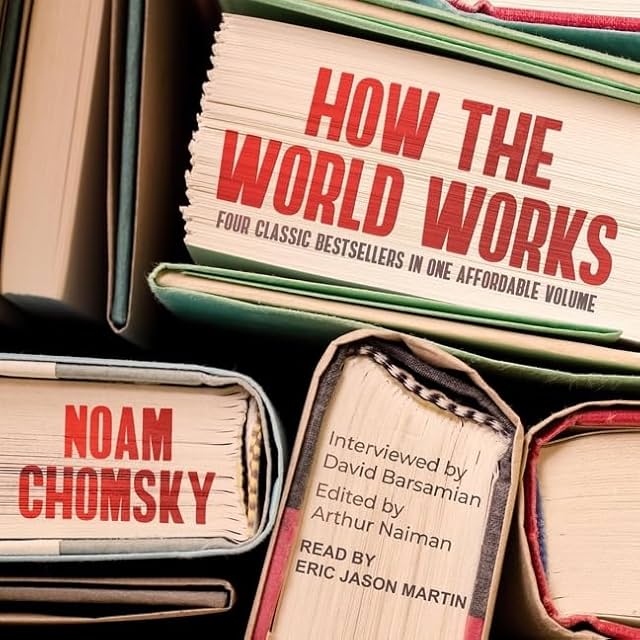 HOW THE
WORLD WORKS
FOUR CLASSIC BESTSELLERS IN ONE AFFORDABLE VOLUME
NOAM
CHOMSKY
Interviewed by
David Barsamian
Edited by
Arthur Naiman
READ BY
ERIC JASON MARTIN